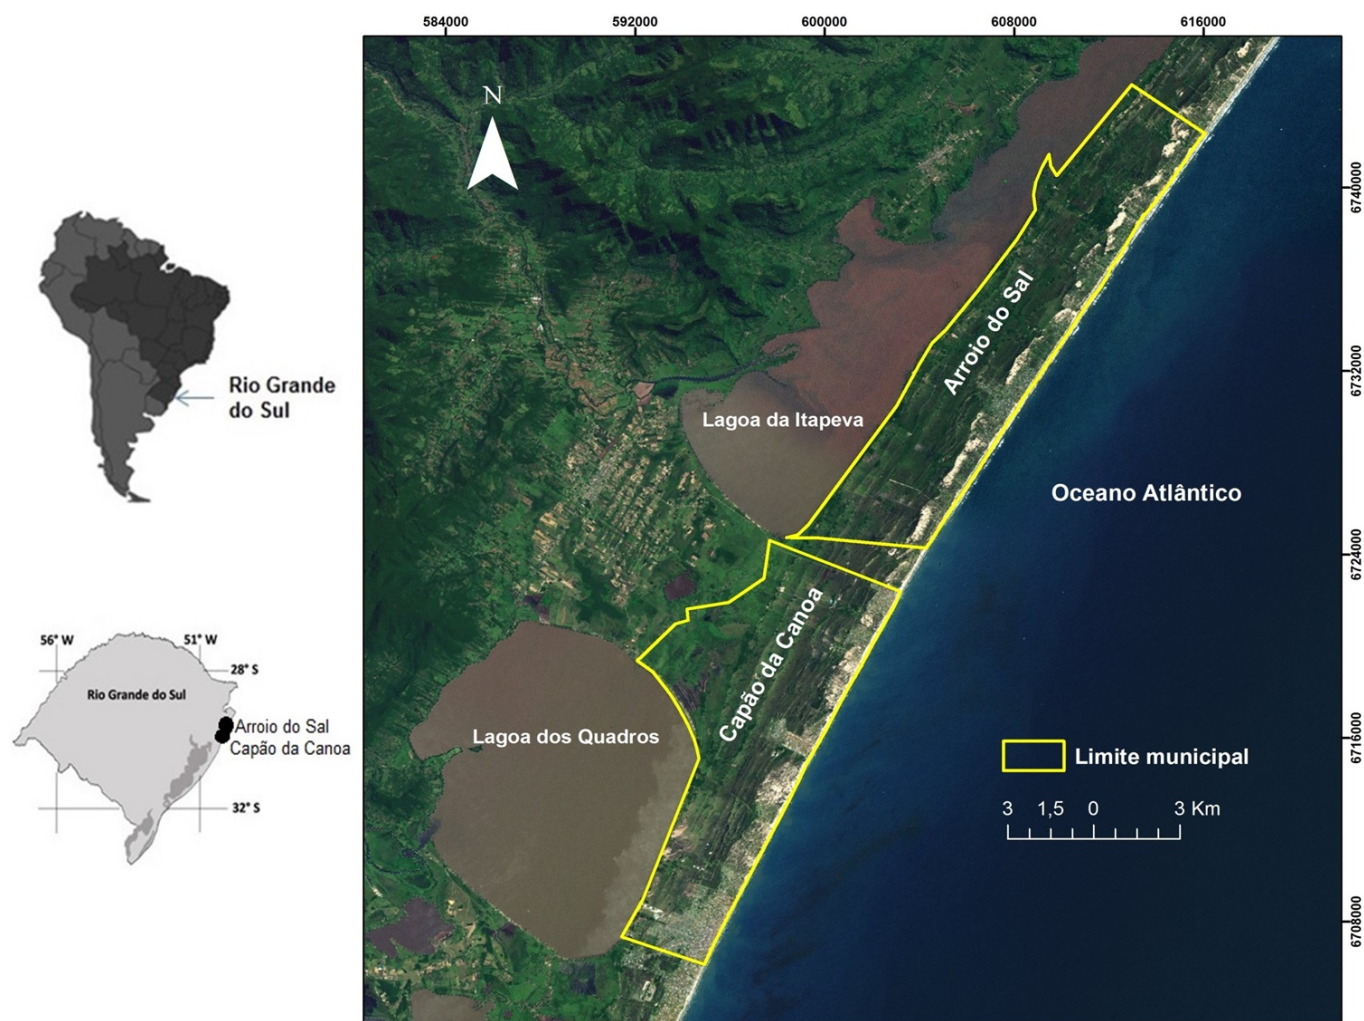 584000
592000
600000
608000
616000
N
6740000
6732000
6724000
6716000
6708000
Rio Grande
do Sul
Arroio do Sal
Lagoa da Itapeva
Oceano Atlântico
Capão da Canoa
Lagoa dos Quadros
Limite municipal
3 1,5 0 3 Km
56° W
51° W
28° S
Rio Grande do Sul
Arroio do Sal
Capão da Canoa
32° S